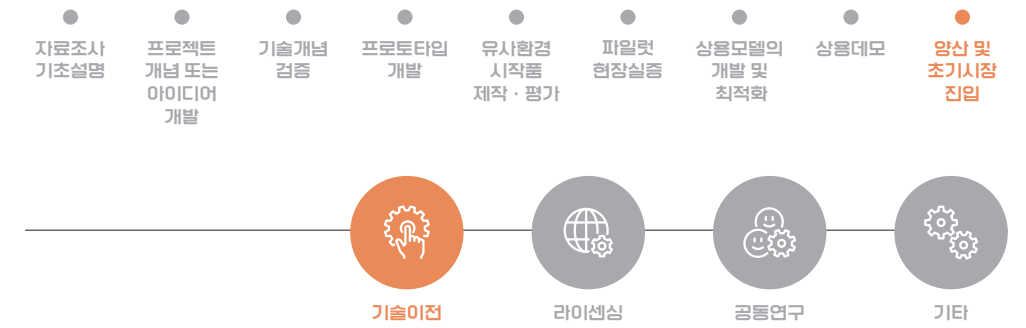 자료조사
기초설명
프로젝트
개념 또는
아이디어
개발
기술개념
검증
프로토타입
개발
유사환경
시작품
제작 · 평가
파일럿
현장실증
상용모델의
개발 및
최적화
상용데모
양산 및
초기시장
진입
기술이전
라이센싱
공동연구
기타